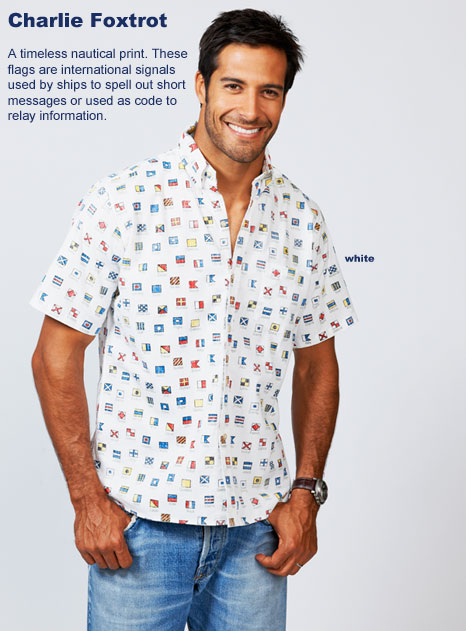 Charlie Foxtrot
A timeless nautical print. These
flags are international signals
used by ships to spell out short
messages or used as code to
relay information.
white